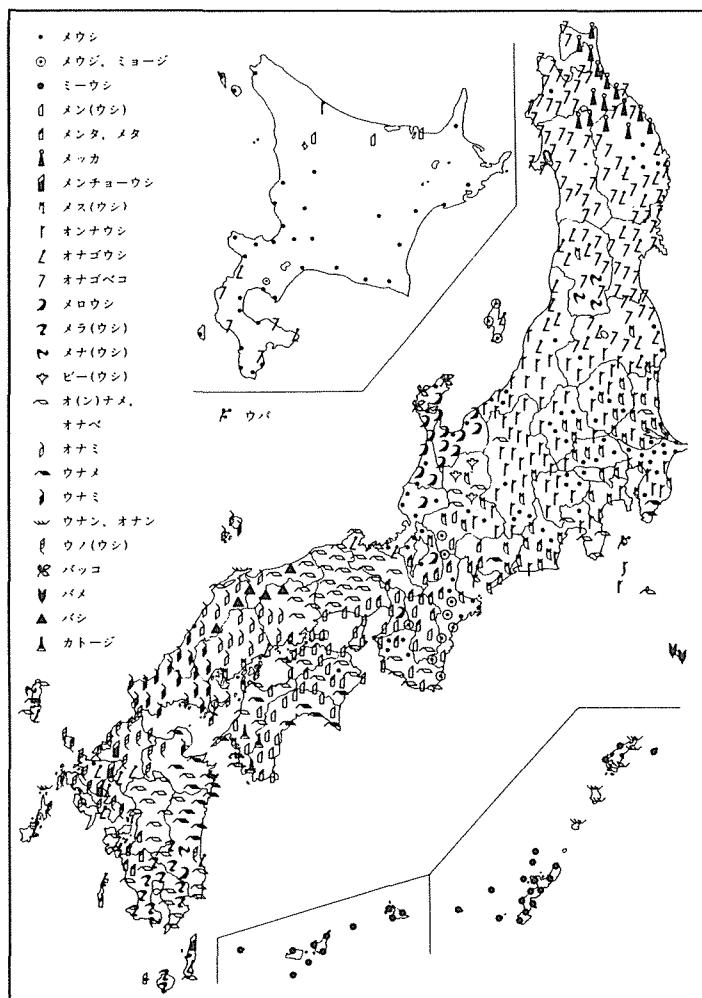 メウシ
メウジ, ミョージ
ミーウシ
メン(ウシ)
メンタ, メタ
メッカ
メンチョーウシ
メス(ウシ)
オンナウシ
オナゴウシ
オナゴベコ
メロウシ
メラ(ウシ)
メナ(ウシ)
ビー(ウシ)
オ(ン)ナメ,
オナベ
オナミ
ウナメ
ウナミ
ウナン, オナン
ウノ(ウシ)
バッコ
バメ
バシ
カトージ
ウバ